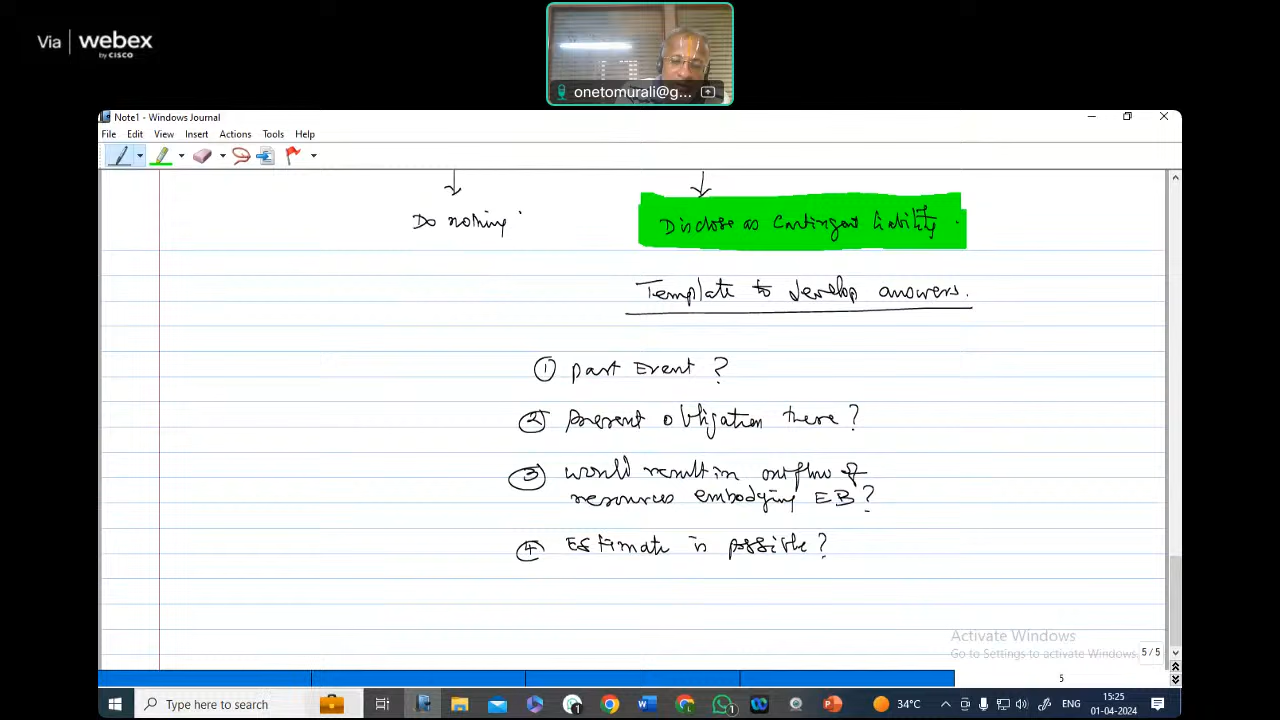 Via webex
by CISCO
onetomurali@g...
Note1 - Windows Journal
File Edit View Insert Actions Tools Help
Do nothing
Disclose as Contingent liability.
Template to develop answers.
① Past Event ?
② Present obligation there ?
③ would result in outflow of
resources embodying EB ?
④ Estimate is possible ?
Activate Windows
Go to Settings to activate Windows.
5 / 5
5
Type here to search
34°C
15:25
01-04-2024